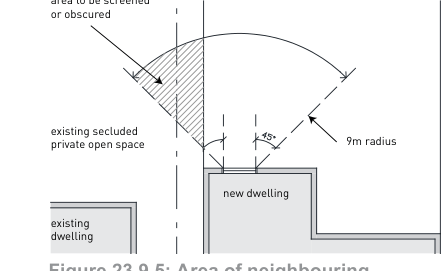 area to be screened
or obscured
existing secluded
private open space
45°
9m radius
new dwelling
existing
dwelling
Figure 23.9.5: Area of neighbouring